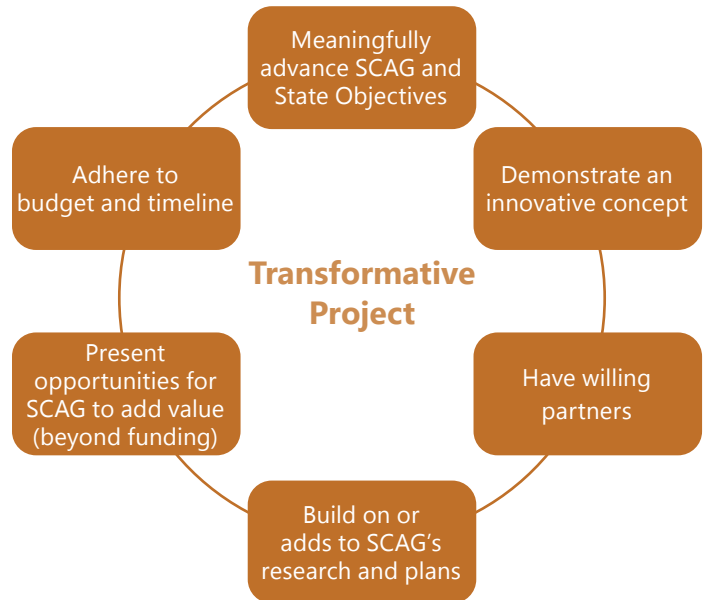 Meaningfully
advance SCAG and
State Objectives
Demonstrate an
innovative concept
Have willing
partners
Build on or
adds to SCAG’s
research and plans
Present
opportunities for
SCAG to add value
(beyond funding)
Adhere to
budget and timeline
Transformative
Project